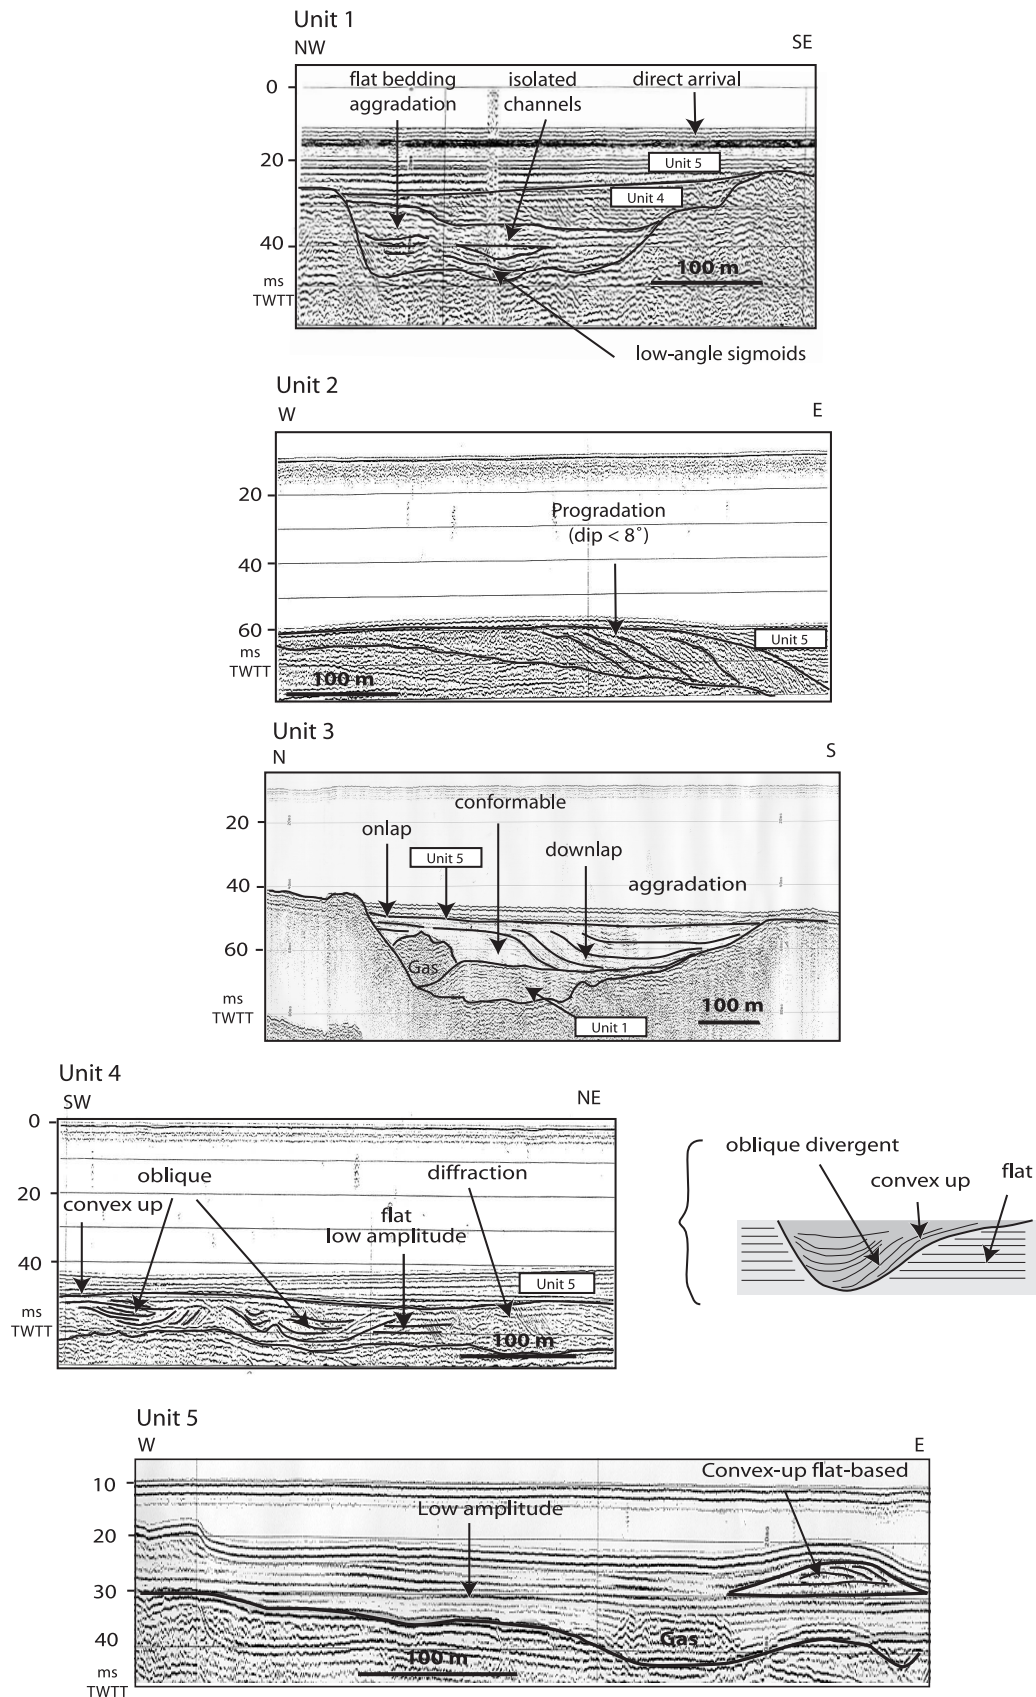 Unit 1
NW
SE
flat bedding
aggradation
isolated
channels
direct arrival
0
20
40
ms
TWTT
Unit 5
Unit 4
100 m
low-angle sigmoids
Unit 2
W
E
20
40
60
ms
TWTT
Progradation
(dip < 8˚)
Unit 5
100 m
Unit 3
N
S
20
40
60
ms
TWTT
conformable
onlap
Unit 5
downlap
aggradation
Gas
100 m
Unit 1
Unit 4
SW
NE
0
20
40
ms
TWTT
oblique
convex up
diffraction
flat
low amplitude
Unit 5
100 m
oblique divergent
convex up
flat
Unit 5
W
E
10
20
30
40
ms
TWTT
Convex-up flat-based
Low amplitude
Gas
100 m